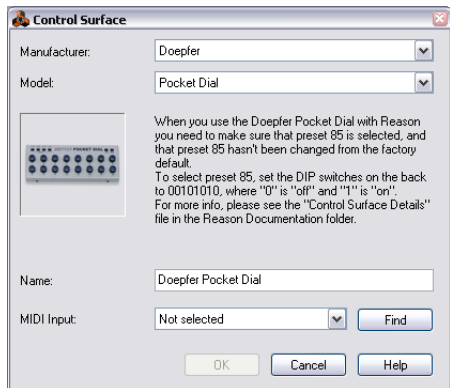 Control Surface
Manufacturer:
Doepfer
Model:
Pocket Dial
When you use the Doepfer Pocket Dial with Reason
you need to make sure that preset 85 is selected, and
that preset 85 hasn't been changed from the factory
default.
To select preset 85, set the DIP switches on the back
to 00101010, where "0" is "off" and "1" is "on".
For more info, please see the "Control Surface Details"
file in the Reason Documentation folder.
POCKET DIAL
Name:
Doepfer Pocket Dial
MIDI Input:
Not selected
Find
OK
Cancel
Help